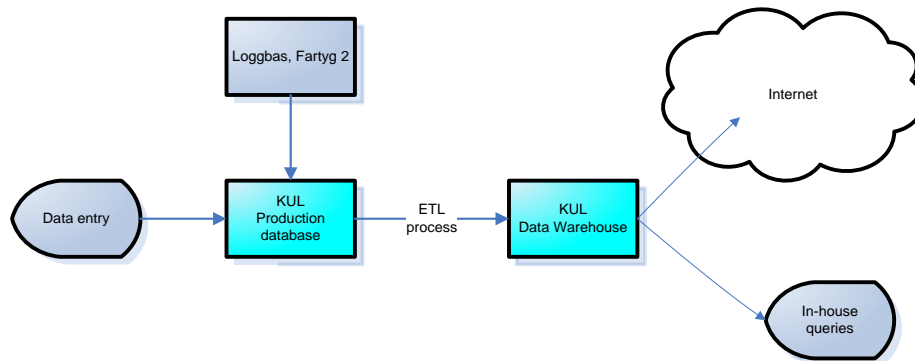 Loggbas, Fartyg 2
Internet
Data entry
KUL
Production
database
ETL
process
KUL
Data Warehouse
In-house
queries